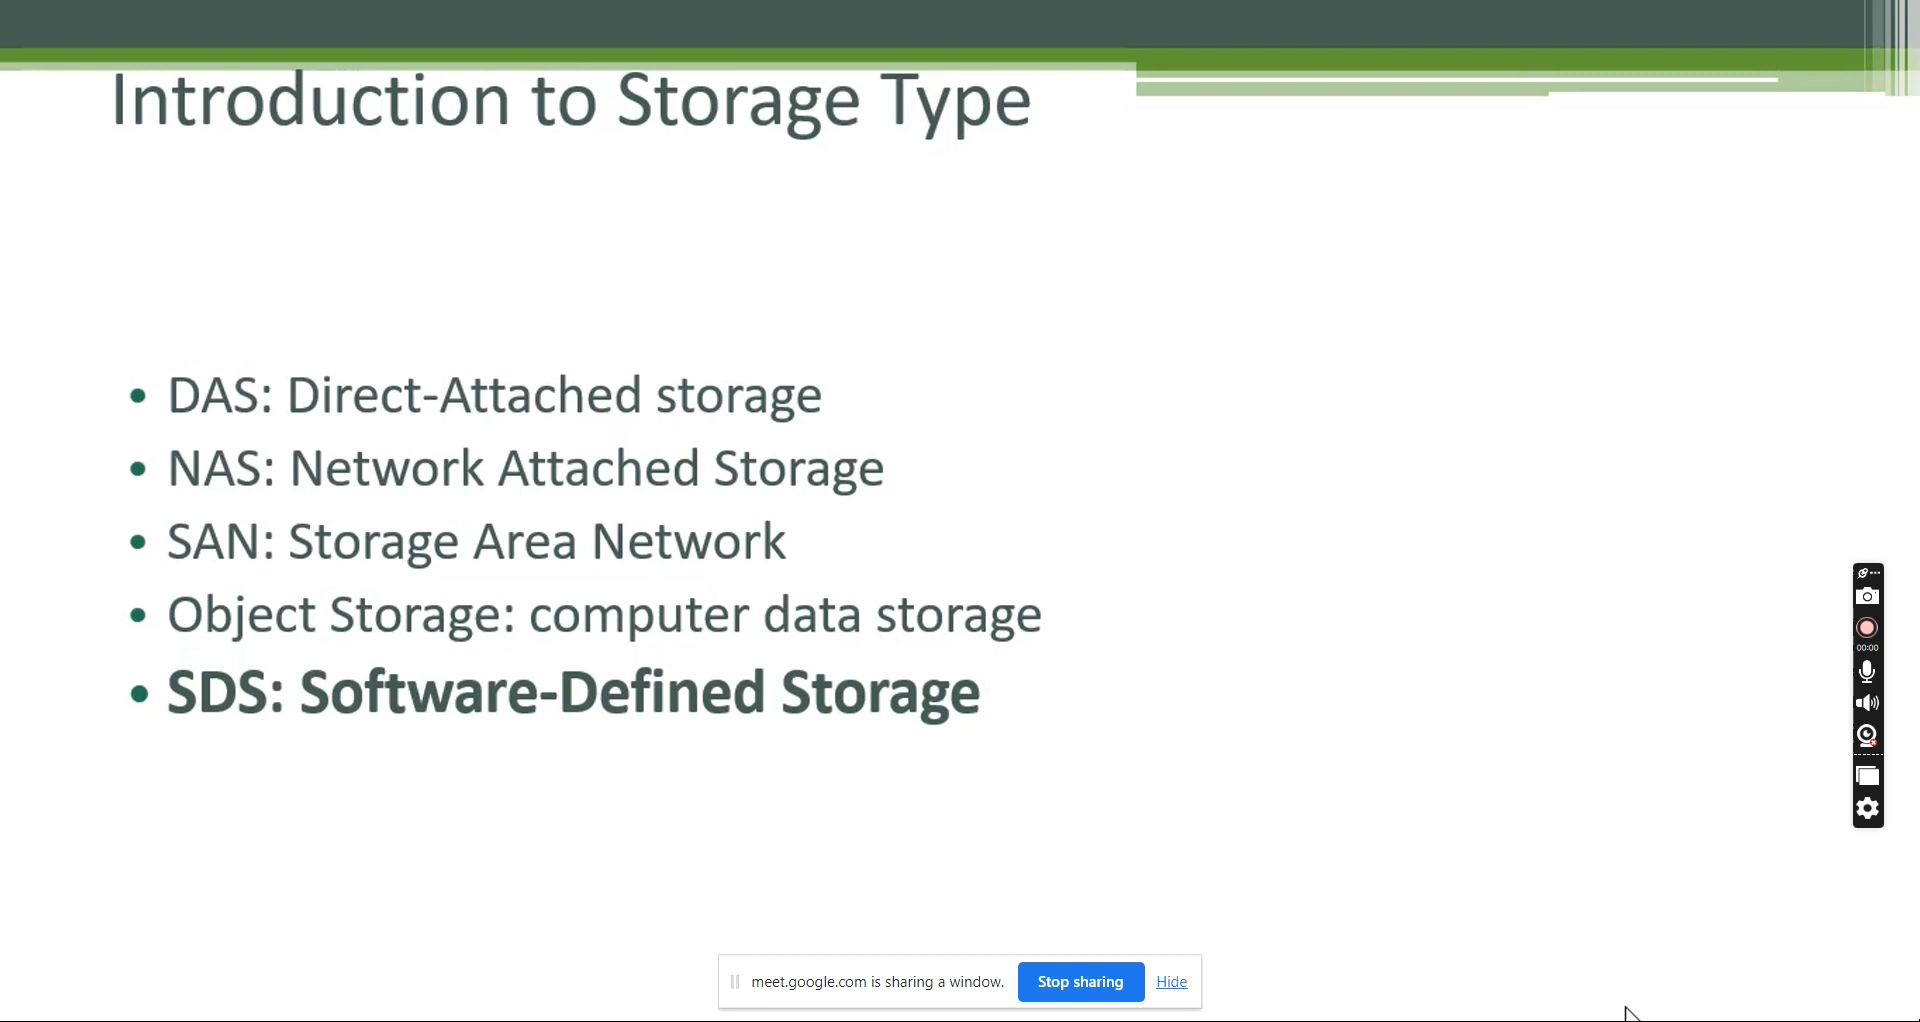 Introduction to Storage Type
• DAS: Direct-Attached storage
• NAS: Network Attached Storage
• SAN: Storage Area Network
• Object Storage: computer data storage
• SDS: Software-Defined Storage
00:00
meet.google.com is sharing a window. Stop sharing Hide